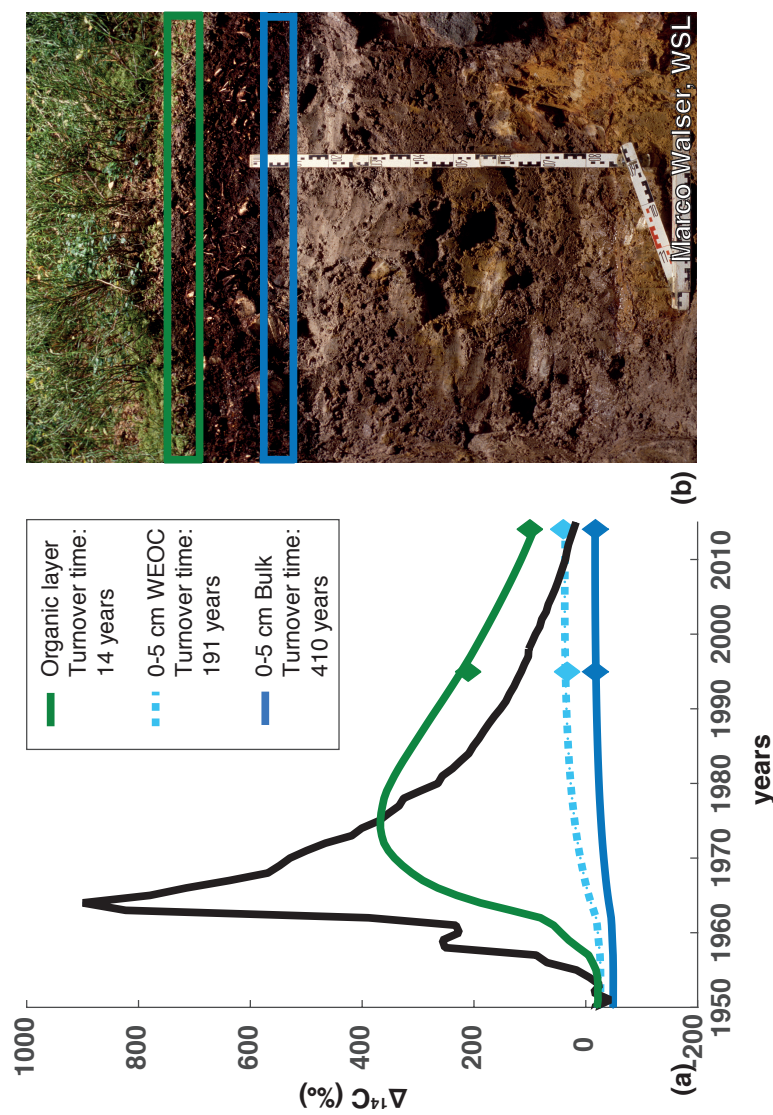 1000
800
600
400
200
0
-200
Δ¹⁴C (‰)
1950
1960
1970
1980
1990
2000
2010
years
Organic layer
Turnover time:
14 years
0-5 cm WEOC
Turnover time:
191 years
0-5 cm Bulk
Turnover time:
410 years
(a)
(b)
Marco Walser, WSL